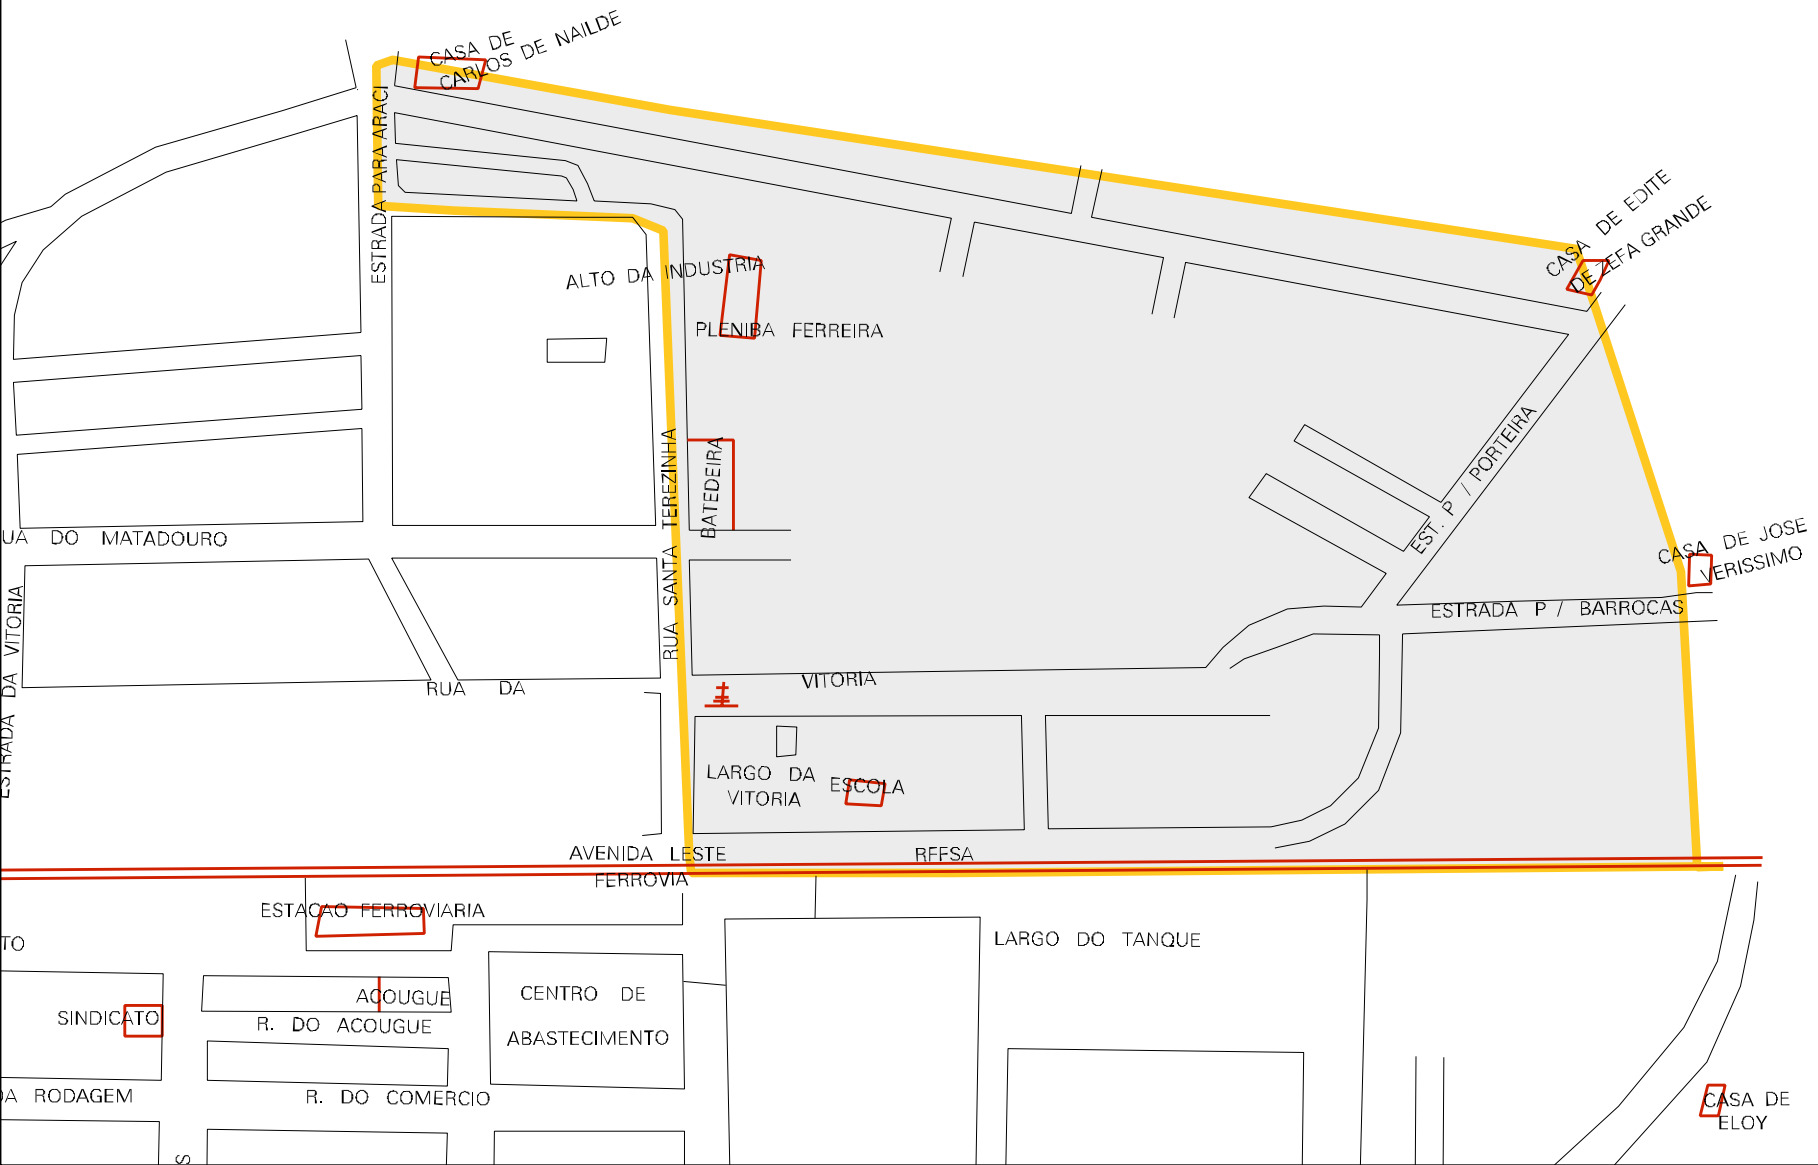 CASA DE
CARLOS DE NAILDE
ESTRADA PARA ARACI
CASA DE EDITE
DE ZEFA GRANDE
ALTO DA INDUSTRIA
PLENIBA FERREIRA
BATEDEIRA
RUA SANTA TEREZINHA
EST. P / PORTEIRA
CASA DE JOSE
VERISSIMO
UA DO MATADOURO
ESTRADA P / BARROCAS
ESTRADA DA VITORIA
RUA DA VITORIA
LARGO DA
VITORIA
ESCOLA
AVENIDA LESTE RFFSA
FERROVIA
ESTACAO FERROVIARIA
TO
LARGO DO TANQUE
ACOUGUE
CENTRO DE
ABASTECIMENTO
SINDICATO
R. DO ACOUGUE
DA RODAGEM
R. DO COMERCIO
CASA DE
ELOY
S